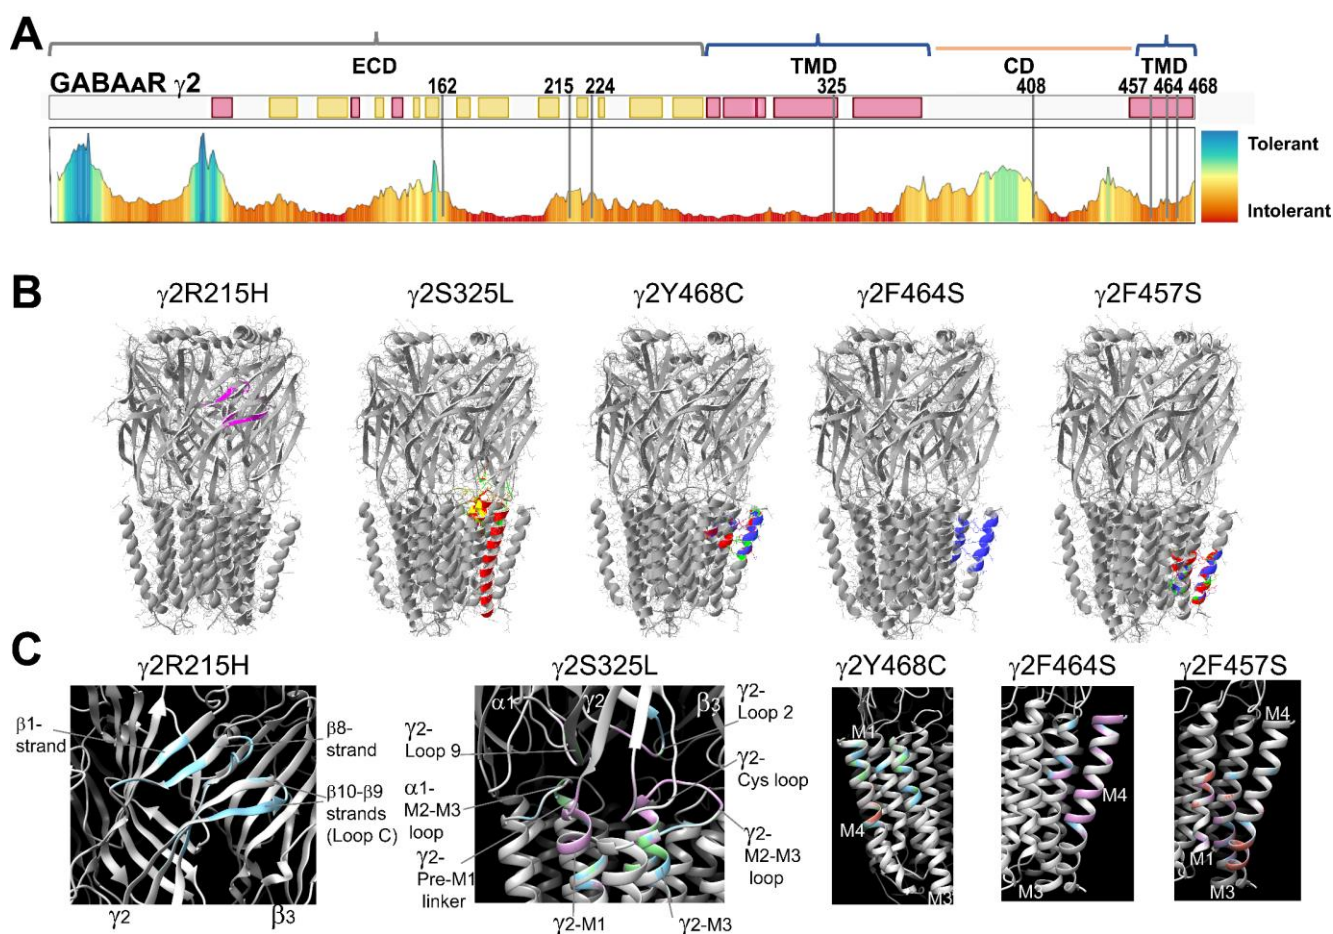 A
ECD
TMD
CD
TMD
GABAAR γ2
162
215
224
325
408
457
464
468
Tolerant
Intolerant
B
γ2R215H
γ2S325L
γ2Y468C
γ2F464S
γ2F457S
C
γ2R215H
γ2S325L
γ2Y468C
γ2F464S
γ2F457S
β1-
strand
β8-
strand
β10-β9
strands
(Loop C)
γ2
β3
α1
γ2
β3
γ2-
Loop 9
α1-
M2-M3
loop
γ2-
Pre-M1
linker
γ2-M1
γ2-M3
γ2-
Loop 2
γ2-
Cys loop
γ2-
M2-M3
loop
M1
M4
M3
M4
M3
M4
M1
M3